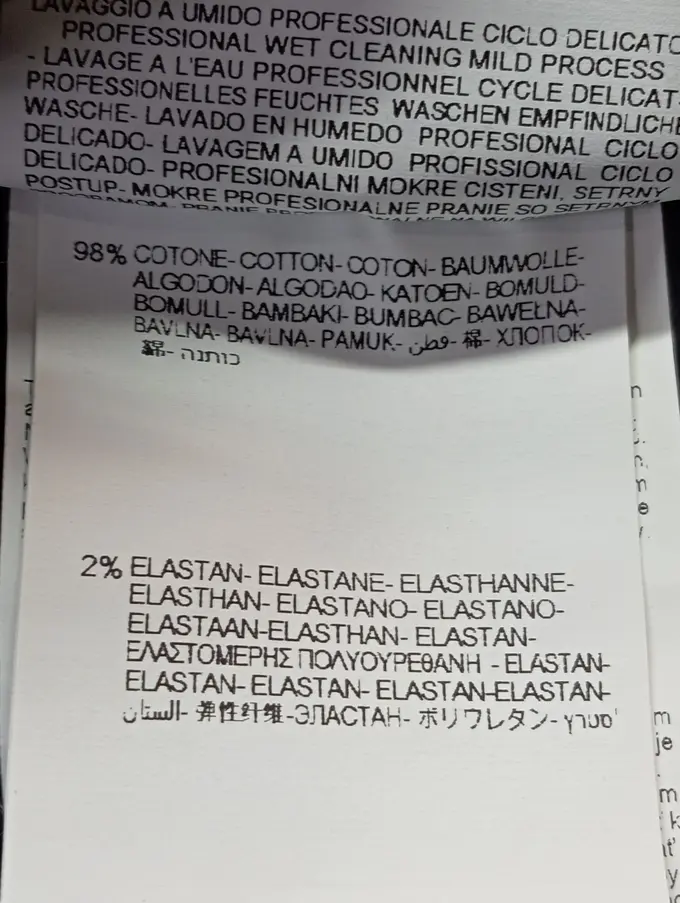 LAVAGGIO A UMIDO PROFESSIONALE CICLO DELICATO
PROFESSIONAL WET CLEANING MILD PROCESS
- LAVAGE A L'EAU PROFESSIONNEL CYCLE DELICAT-
PROFESSIONELLES FEUCHTES WASCHEN EMPFINDLICHE
WASCHE- LAVADO EN HUMEDO PROFESIONAL CICLO
DELICADO- LAVAGEM A UMIDO PROFISSIONAL CICLO
DELICADO- PROFESIONALNI MOKRE CISTENI, SETRNY
POSTUP- MOKRE PROFESIONALNE PRANIE SO SETRNYM
98% COTONE- COTTON- COTON- BAUMWOLLE-
ALGODON- ALGODAO- KATOEN- BOMULD-
BOMULL- BAMBAKI- BUMBAC- BAWEŁNA-
BAVLNA- BAVLNA- PAMUK- قطن- 棉- ХЛОПОК-
綿- כותנה
2% ELASTAN- ELASTANE- ELASTHANNE-
ELASTHAN- ELASTANO- ELASTANO-
ELASTAAN-ELASTHAN- ELASTAN-
ΕΛΑΣΤΟΜΕΡΗΣ ΠΟΛΥΟΥΡΕΘΑΝΗ - ELASTAN-
ELASTAN- ELASTAN- ELASTAN-ELASTAN-
الستان- 弹性纤维-ЭЛАСТАН- ポリウレタン- סטרץ'
m
je
m